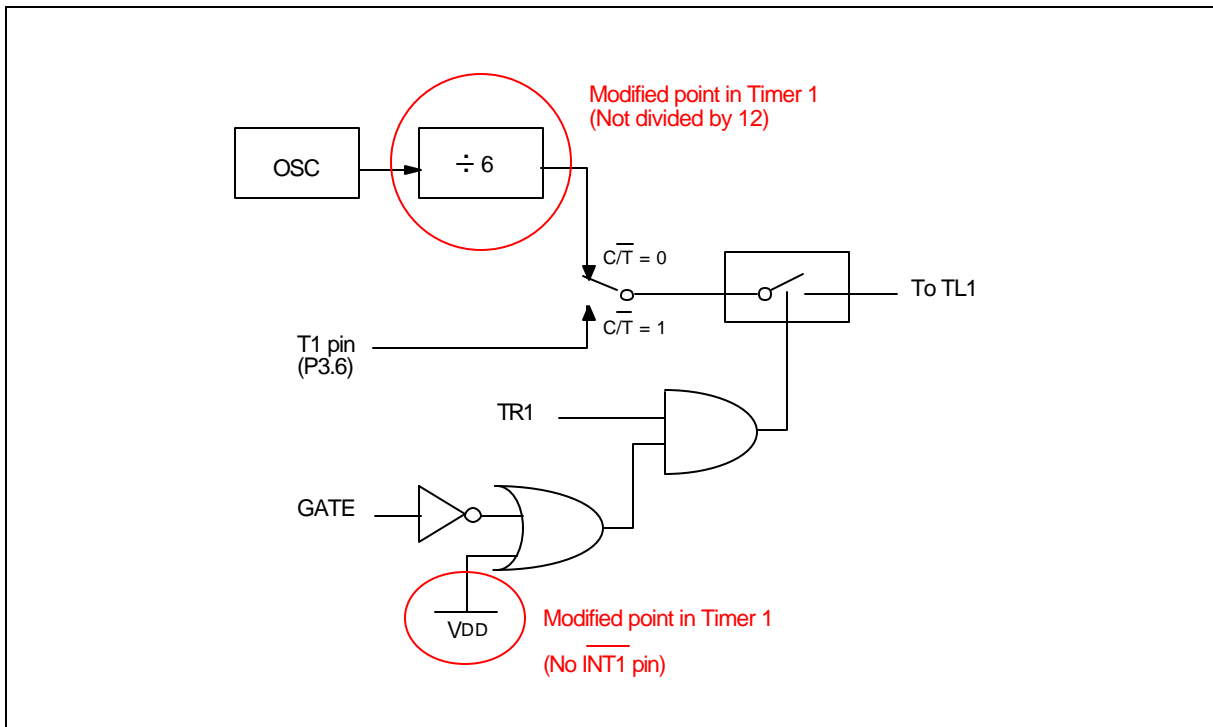 Modified point in Timer 1
(Not divided by 12)
OSC
÷ 6
C/T̅ = 0
To TL1
C/T̅ = 1
T1 pin
(P3.6)
TR1
GATE
VDD
Modified point in Timer 1
(No I̅N̅T̅1̅ pin)